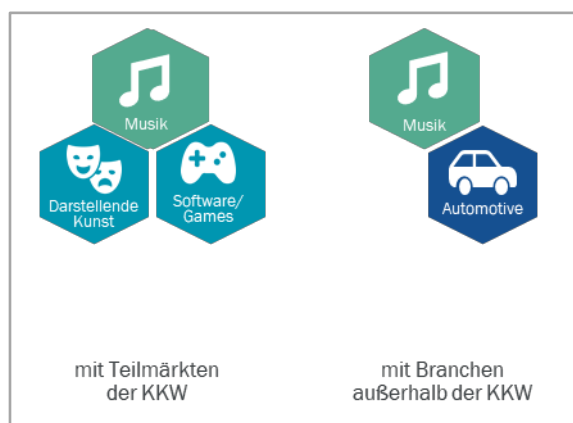 Musik
Darstellende
Kunst
Software/
Games
mit Teilmärkten
der KKW
Musik
Automotive
mit Branchen
außerhalb der KKW